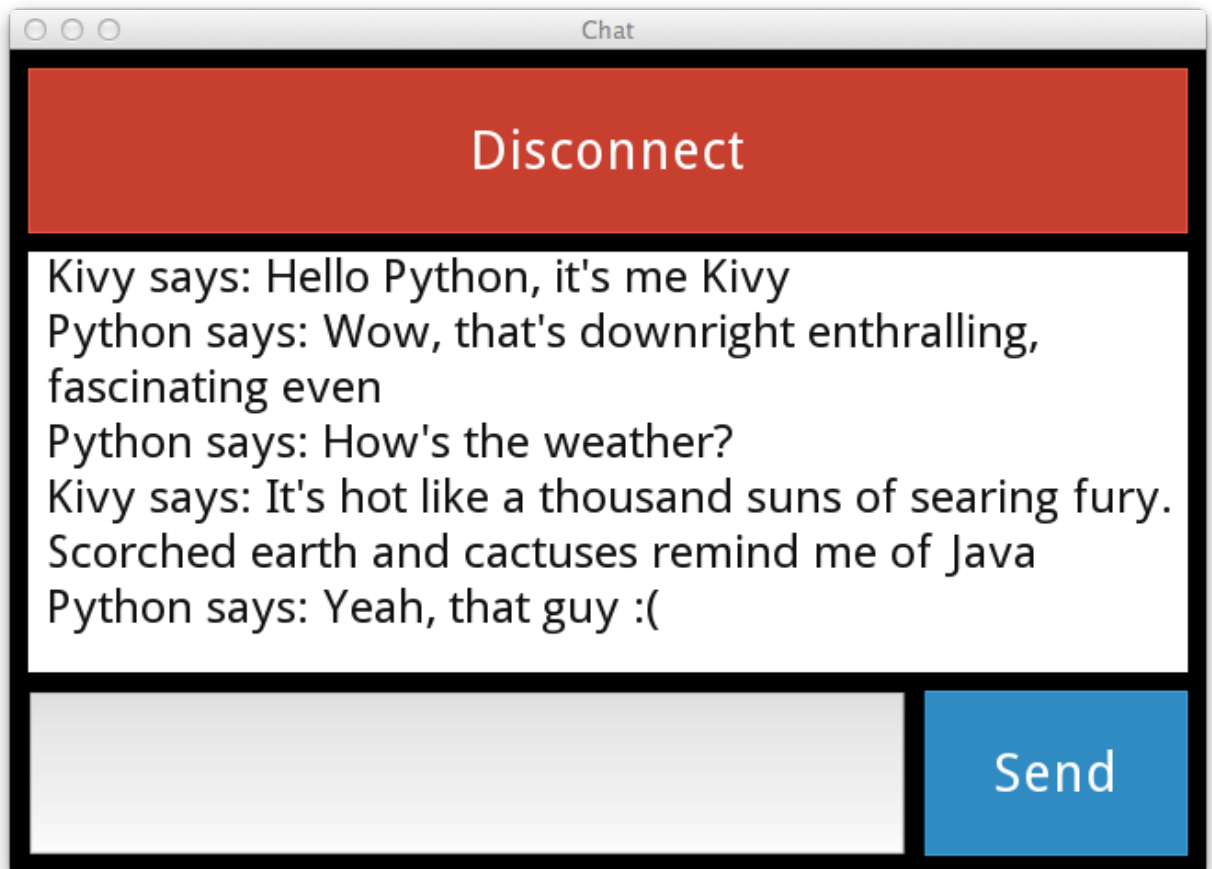 Chat
Disconnect
Kivy says: Hello Python, it's me Kivy
Python says: Wow, that's downright enthralling,
fascinating even
Python says: How's the weather?
Kivy says: It's hot like a thousand suns of searing fury.
Scorched earth and cactuses remind me of Java
Python says: Yeah, that guy :(
Send